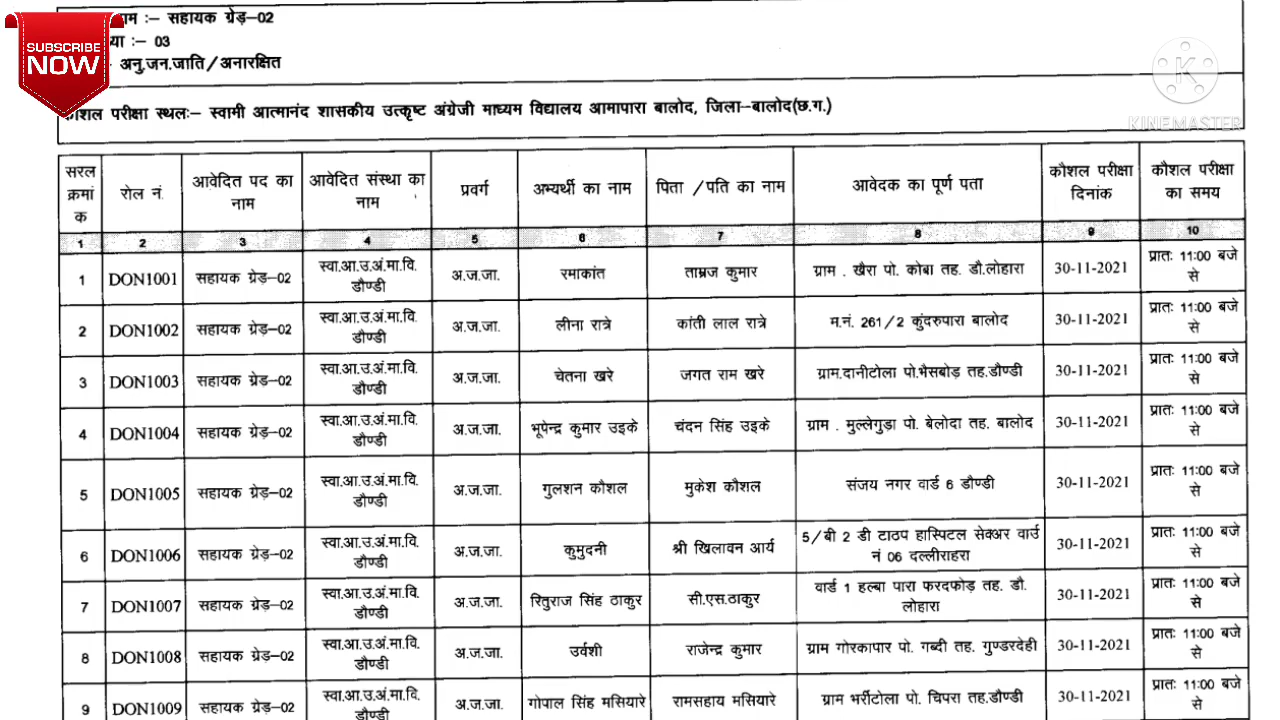 SUBSCRIBE
NOW
ाम :– सहायक ग्रेड़–02
या :– 03
अनु.जन.जाति/अनारक्षित
KINEMASTER
कौशल परीक्षा स्थलः– स्वामी आत्मानंद शासकीय उत्कृष्ट अंग्रेजी माध्यम विद्यालय आमापारा बालोद, जिला–बालोद(छ.ग.)
सरल क्रमांक रोल नं. आवेदित पद का नाम आवेदित संस्था का नाम प्रवर्ग अभ्यर्थी का नाम पिता /पति का नाम आवेदक का पूर्ण पता कौशल परीक्षा दिनांक कौशल परीक्षा का समय
1 2 3 4 5 6 7 8 9 10
1 DON1001 सहायक ग्रेड़–02 स्वा.आ.उ.अं.मा.वि. डौण्डी अ.ज.जा. रमाकांत ताम्रज कुमार ग्राम . खैरा पो. कोबा तह. डौ.लोहारा 30-11-2021 प्रातः 11:00 बजे से
2 DON1002 सहायक ग्रेड़–02 स्वा.आ.उ.अं.मा.वि. डौण्डी अ.ज.जा. लीना रात्रे कांती लाल रात्रे म.नं. 261/2 कुंदरुपारा बालोद 30-11-2021 प्रातः 11:00 बजे से
3 DON1003 सहायक ग्रेड़–02 स्वा.आ.उ.अं.मा.वि. डौण्डी अ.ज.जा. चेतना खरे जगत राम खरे ग्राम.दानीटोला पो.भैसबोड़ तह.डौण्डी 30-11-2021 प्रातः 11:00 बजे से
4 DON1004 सहायक ग्रेड़–02 स्वा.आ.उ.अं.मा.वि. डौण्डी अ.ज.जा. भूपेन्द्र कुमार उइके चंदन सिंह उइके ग्राम . मुल्लेगुडा पो. बेलोदा तह. बालोद 30-11-2021 प्रातः 11:00 बजे से
5 DON1005 सहायक ग्रेड़–02 स्वा.आ.उ.अं.मा.वि. डौण्डी अ.ज.जा. गुलशन कौशल मुकेश कौशल संजय नगर वार्ड 6 डौण्डी 30-11-2021 प्रातः 11:00 बजे से
6 DON1006 सहायक ग्रेड़–02 स्वा.आ.उ.अं.मा.वि. डौण्डी अ.ज.जा. कुमुदनी श्री खिलावन आर्य 5/बी 2 डी टाठप हास्पिटल सेक्अर वार्ड नं 06 दल्लीराहरा 30-11-2021 प्रातः 11:00 बजे से
7 DON1007 सहायक ग्रेड़–02 स्वा.आ.उ.अं.मा.वि. डौण्डी अ.ज.जा. रितुराज सिंह ठाकुर सी.एस.ठाकुर वार्ड 1 हल्बा पारा फरदफोड़ तह. डौ. लोहारा 30-11-2021 प्रातः 11:00 बजे से
8 DON1008 सहायक ग्रेड़–02 स्वा.आ.उ.अं.मा.वि. डौण्डी अ.ज.जा. उर्वशी राजेन्द्र कुमार ग्राम गोरकापार पो. गब्दी तह. गुण्डरदेही 30-11-2021 प्रातः 11:00 बजे से
9 DON1009 सहायक ग्रेड़–02 स्वा.आ.उ.अं.मा.वि. डौण्डी अ.ज.जा. गोपाल सिंह मसियारे रामसहाय मसियारे ग्राम भर्रीटोला पो. चिपरा तह.डौण्डी 30-11-2021 प्रातः 11:00 बजे से